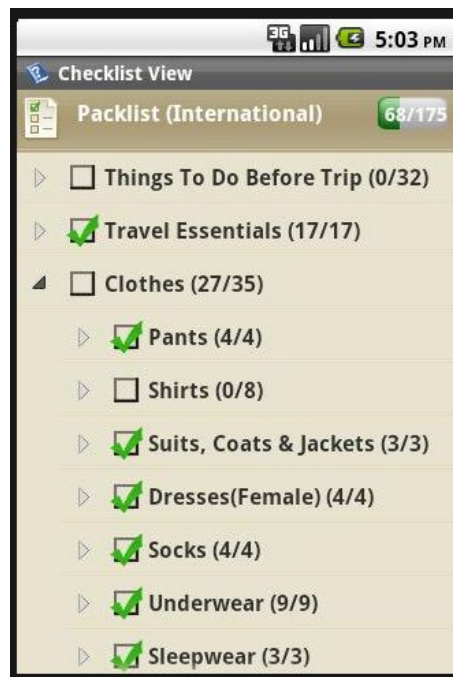 3G 5:03 PM
Checklist View
Packlist (International) 68/175
Things To Do Before Trip (0/32)
Travel Essentials (17/17)
Clothes (27/35)
Pants (4/4)
Shirts (0/8)
Suits, Coats & Jackets (3/3)
Dresses(Female) (4/4)
Socks (4/4)
Underwear (9/9)
Sleepwear (3/3)